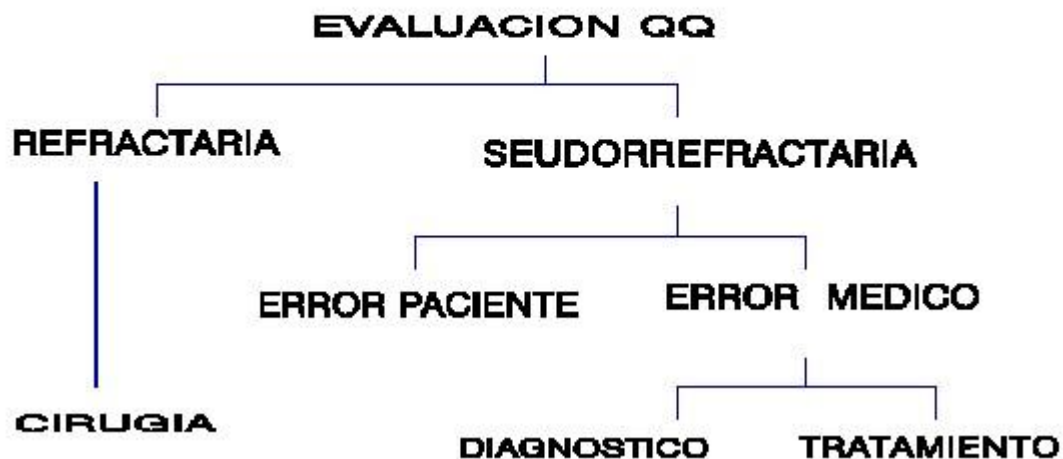 EVALUACION QQ
REFRACTARIA
SEUDORREFRACTARIA
ERROR PACIENTE
ERROR MEDICO
CIRUGIA
DIAGNOSTICO
TRATAMIENTO